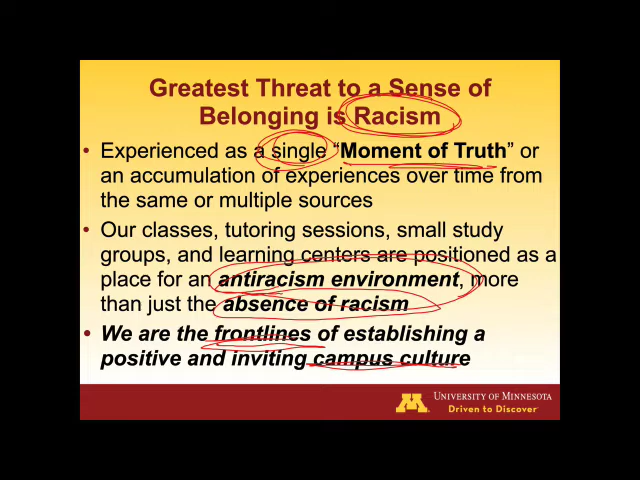 Greatest Threat to a Sense of
Belonging is Racism
• Experienced as a single “Moment of Truth” or
an accumulation of experiences over time from
the same or multiple sources
• Our classes, tutoring sessions, small study
groups, and learning centers are positioned as a
place for an antiracism environment, more
than just the absence of racism
• We are the frontlines of establishing a
positive and inviting campus culture
M
UNIVERSITY OF MINNESOTA
Driven to Discover